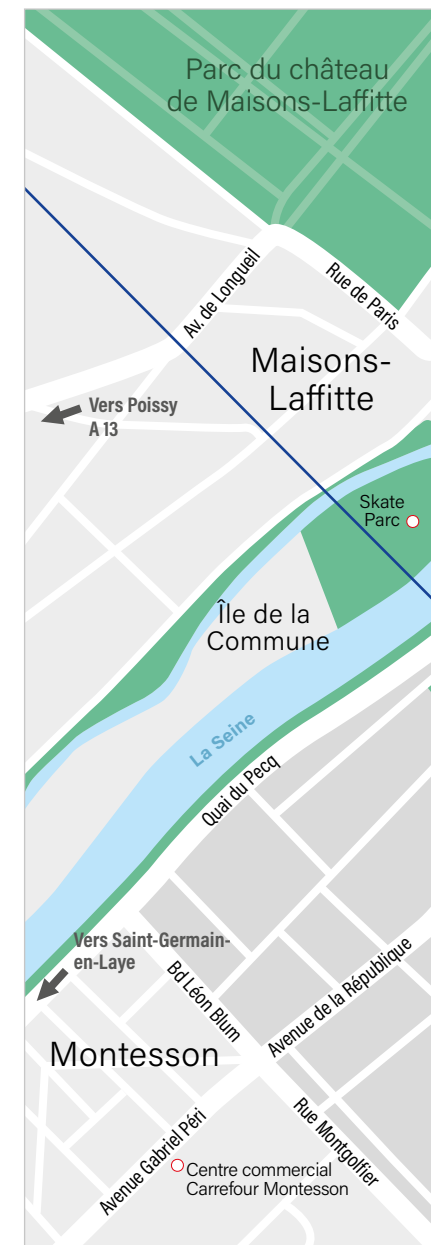 Parc du château
de Maisons-Laffitte
Av. de Longueil
Rue de Paris
Maisons-
Laffitte
Vers Poissy
A 13
Skate
Parc
Île de la
Commune
La Seine
Quai du Pecq
Vers Saint-Germain-
en-Laye
Bd Léon Blum
Avenue de la République
Montesson
Avenue Gabriel Péri
Rue Montgolfier
Centre commercial
Carrefour Montesson